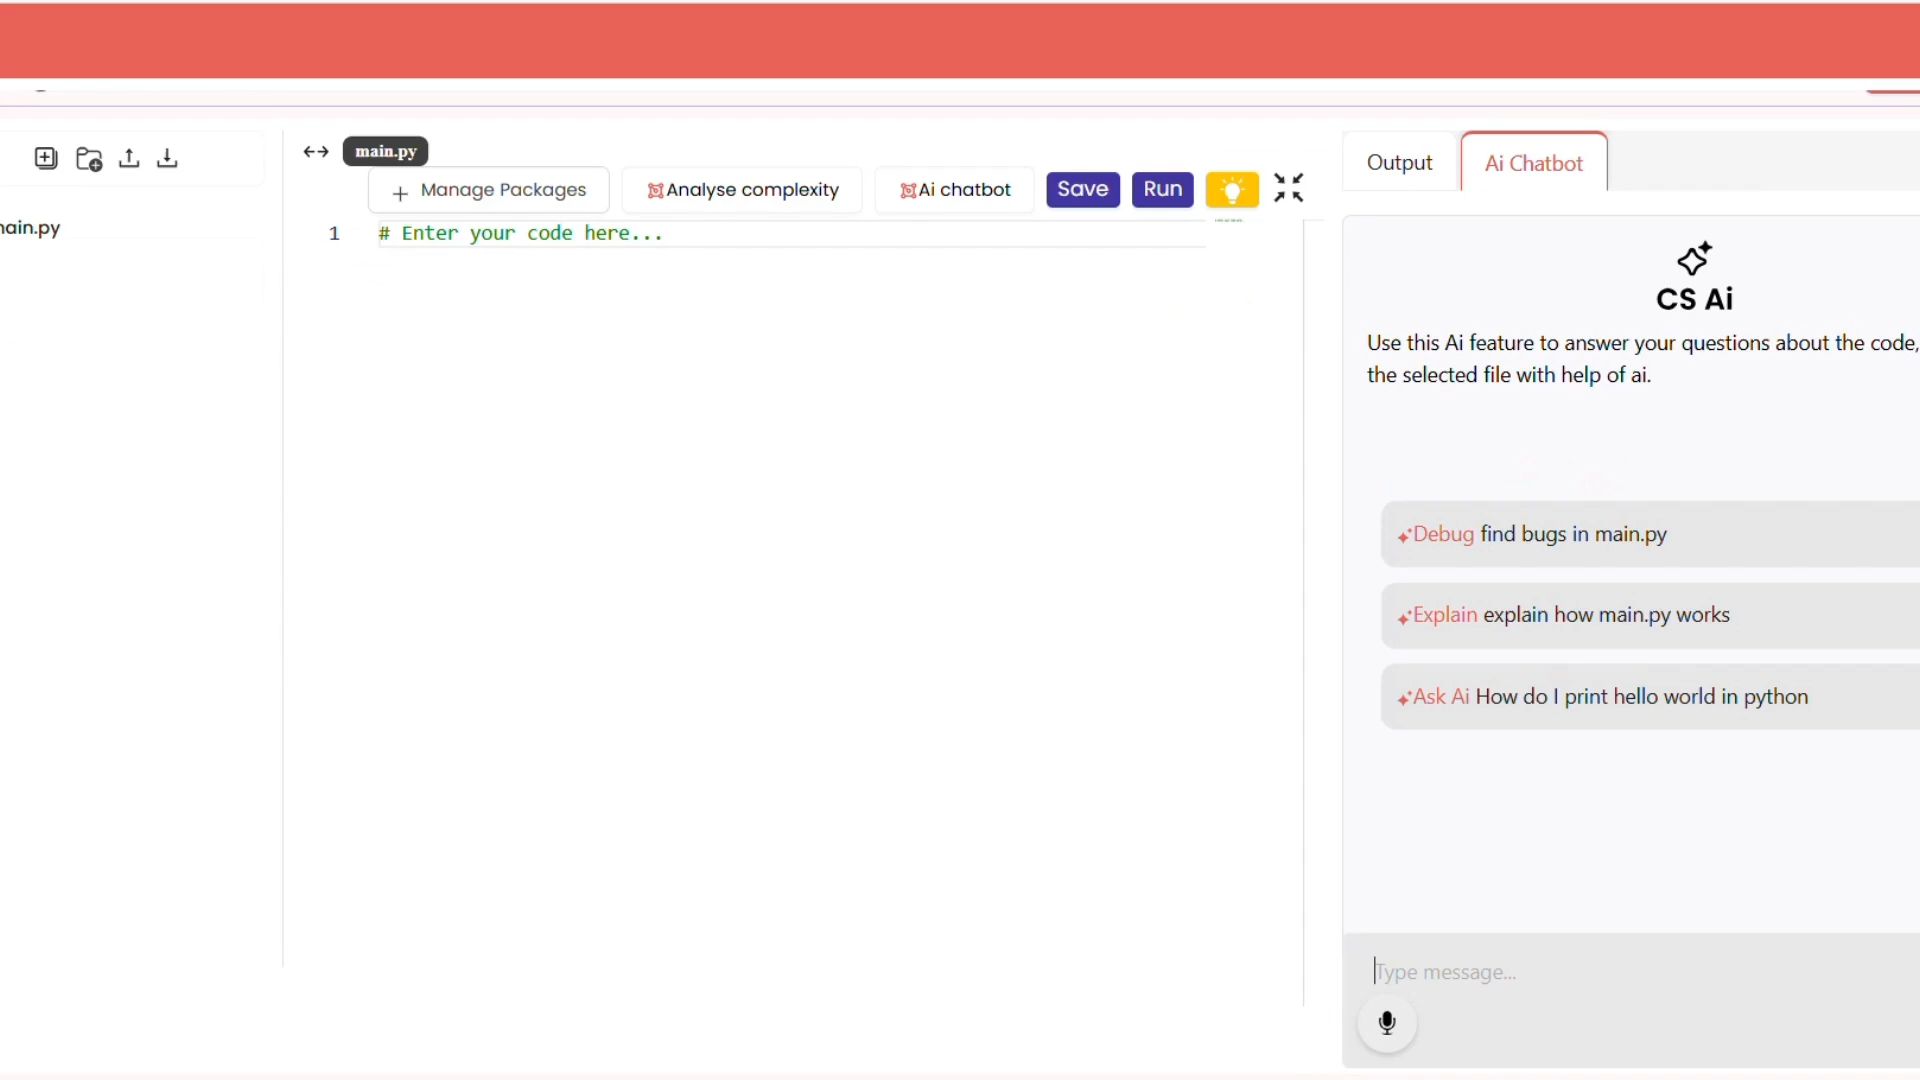 main.py
Manage Packages
Analyse complexity
Ai chatbot
Save
Run
ain.py
1
# Enter your code here...
Output
Ai Chatbot
CS Ai
Use this Ai feature to answer your questions about the code,
the selected file with help of ai.
Debug find bugs in main.py
Explain explain how main.py works
Ask Ai How do I print hello world in python
Type message...